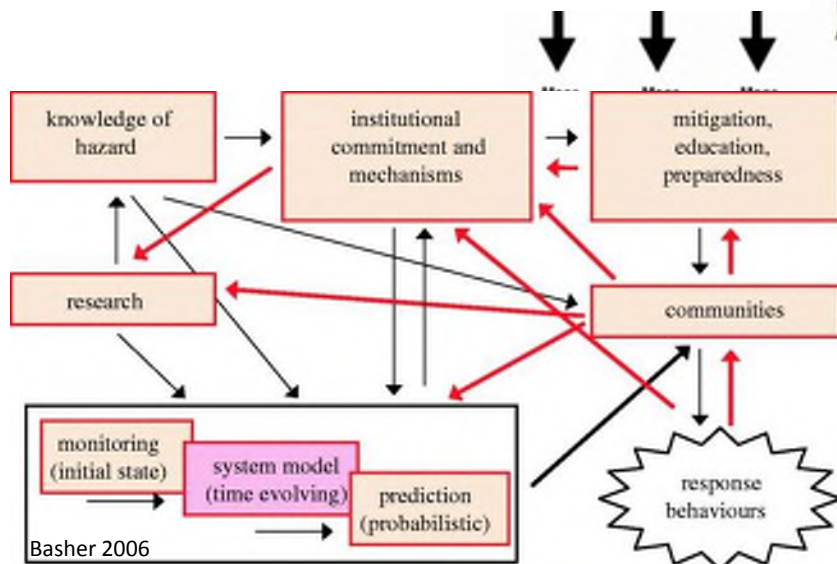 knowledge of
hazard
institutional
commitment and
mechanisms
mitigation,
education,
preparedness
research
communities
monitoring
(initial state)
system model
(time evolving)
prediction
(probabilistic)
response
behaviours
Basher 2006